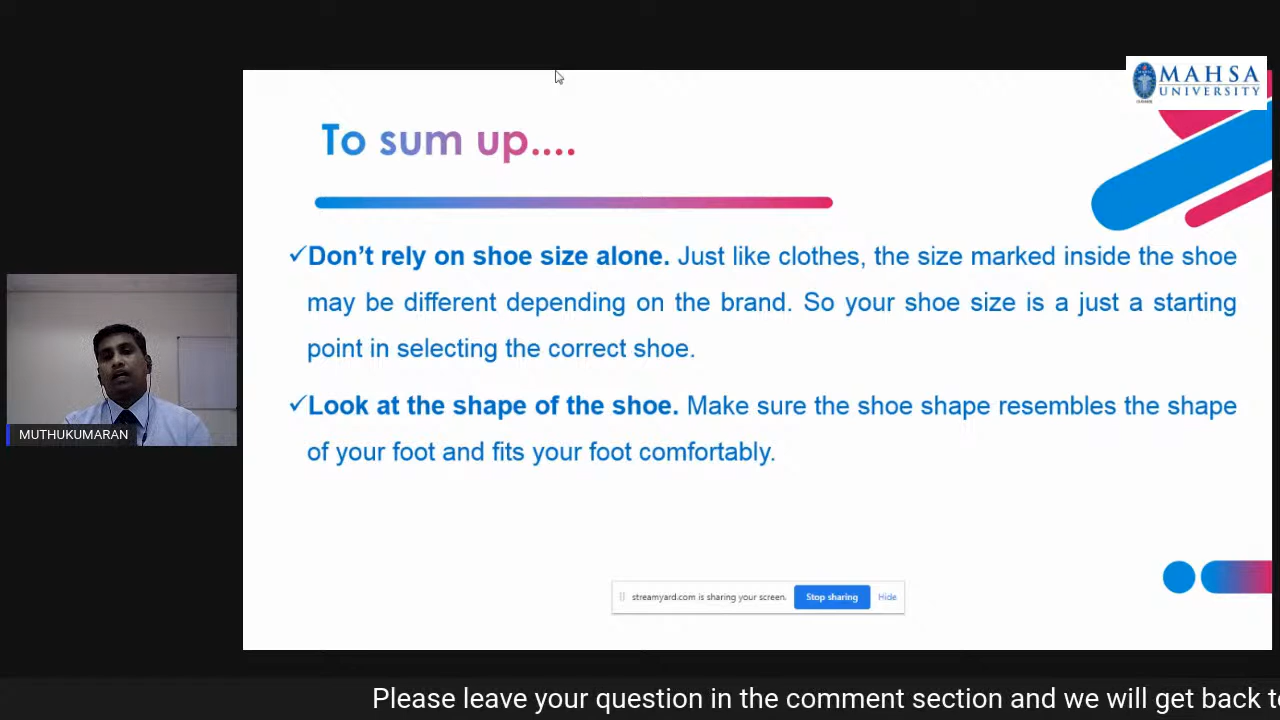 MAHSA
UNIVERSITY
To sum up....
✓Don't rely on shoe size alone. Just like clothes, the size marked inside the shoe
may be different depending on the brand. So your shoe size is a just a starting
point in selecting the correct shoe.
✓Look at the shape of the shoe. Make sure the shoe shape resembles the shape
of your foot and fits your foot comfortably.
MUTHUKUMARAN
streamyard.com is sharing your screen. Stop sharing Hide
Please leave your question in the comment section and we will get back t